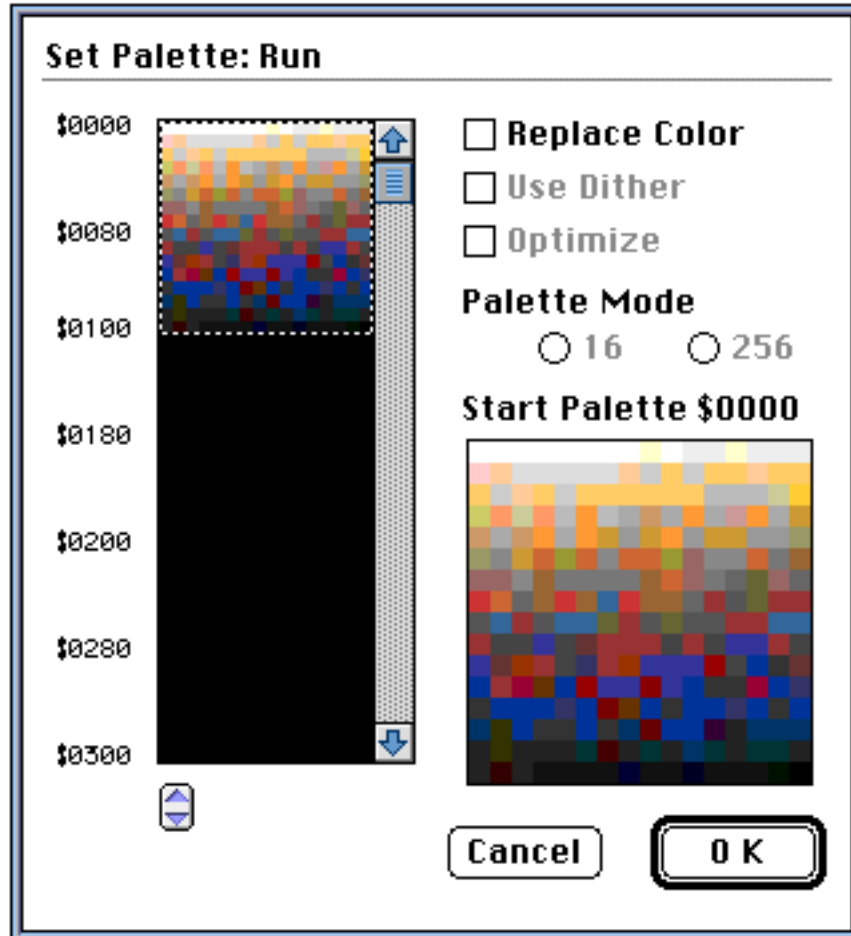 Set Palette: Run
$0000
$0080
$0100
$0180
$0200
$0280
$0300
Replace Color
Use Dither
Optimize
Palette Mode
16 256
Start Palette $0000
Cancel OK